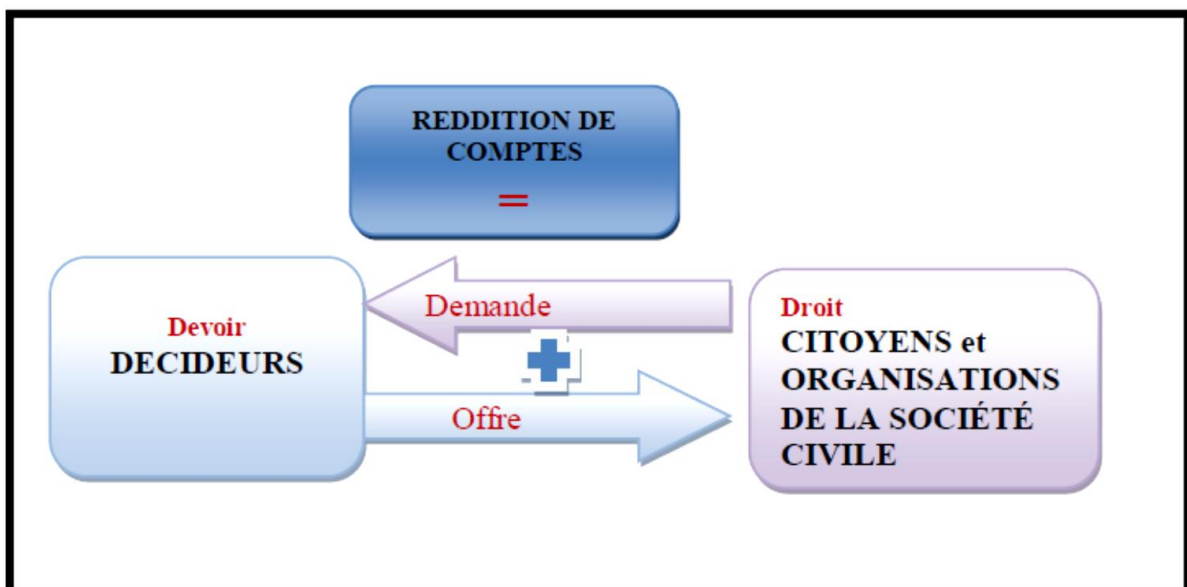 REDDITION DE
COMPTES
=
Demande
Devoir
DECIDEURS
Offre
Droit
CITOYENS et
ORGANISATIONS
DE LA SOCIÉTÉ
CIVILE